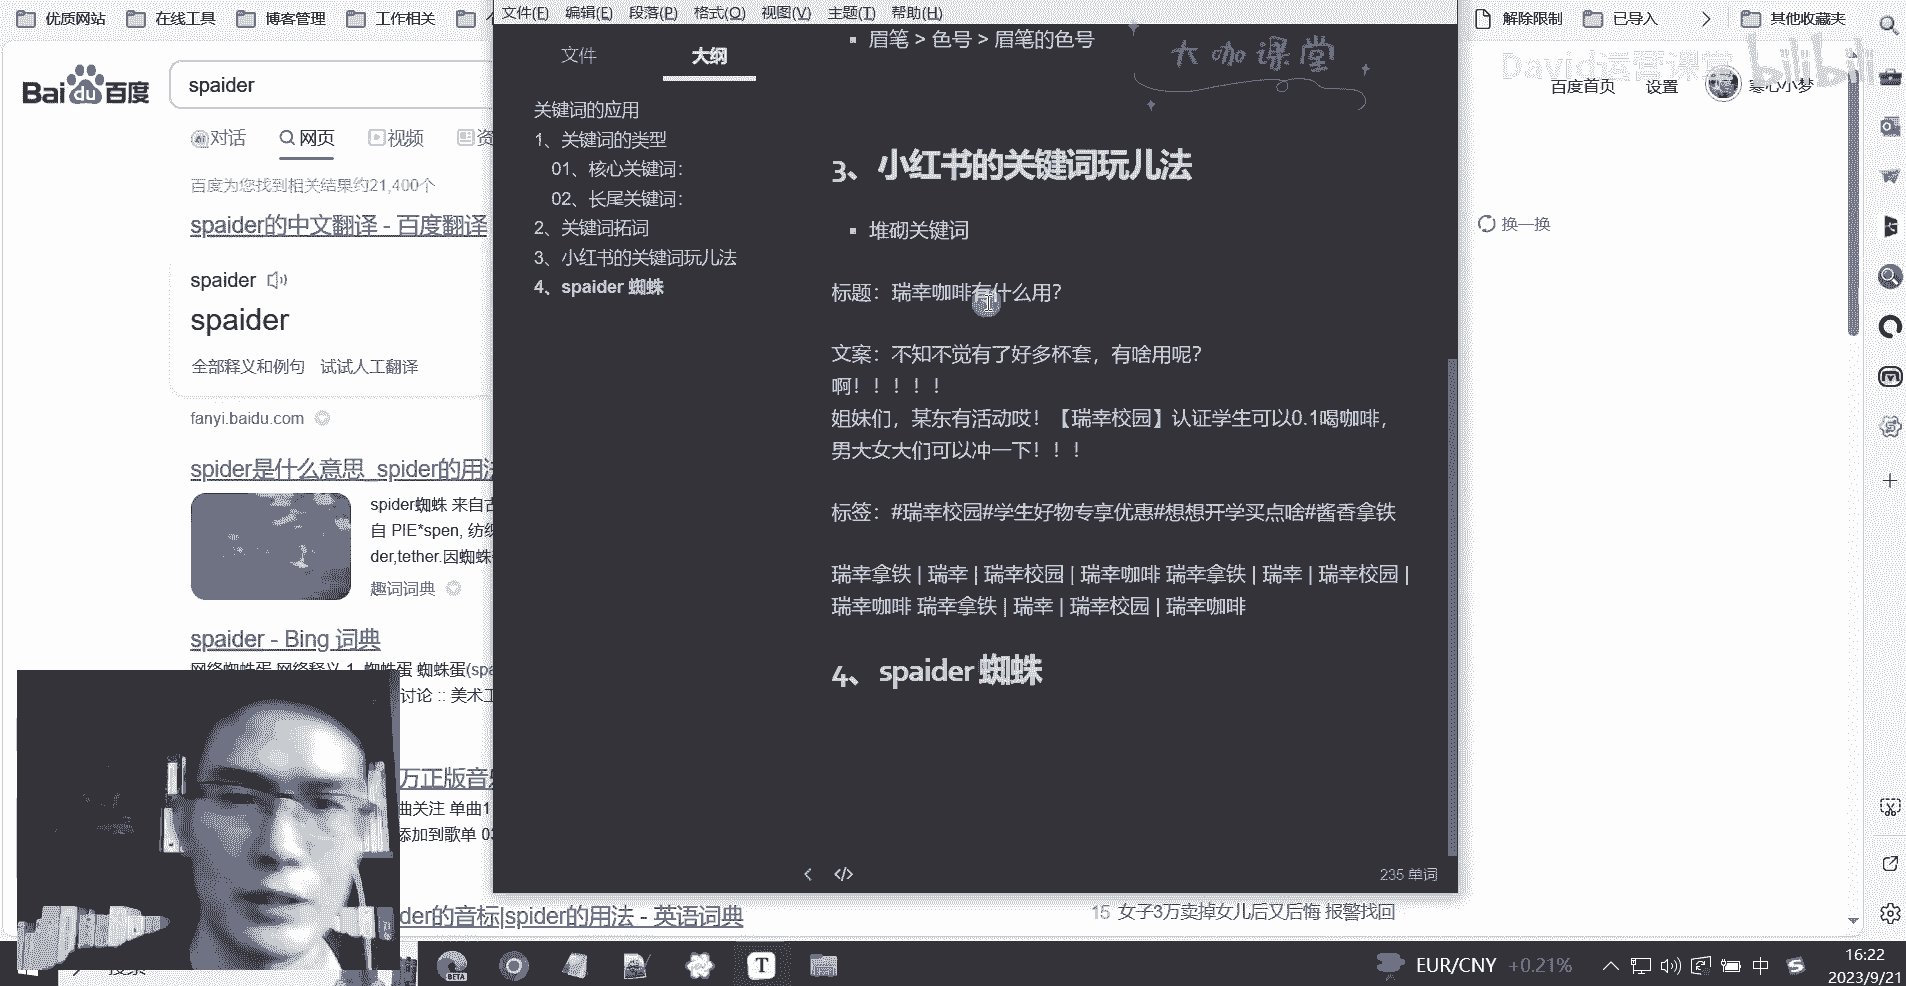 优质网站 在线工具 博客管理 工作相关
文件(F) 编辑(E) 段落(P) 格式(O) 视图(V) 主题(T) 帮助(H)
解除限制 已导入 其他收藏夹
Bai du 百度
spaider
对话 网页 视频 资
百度为您找到相关结果约21,400个
spaider的中文翻译 - 百度翻译
spaider
spaider
全部释义和例句 试试人工翻译
fanyi.baidu.com
spider是什么意思_spider的用法
spider蜘蛛 来自古
自 PIE*spen, 纺织
der,tether.因蜘蛛
趣词词典
spaider - Bing 词典
讨论 :: 美术工
万正版音乐
曲关注 单曲1
添加到歌单 03
der的音标|spider的用法 - 英语词典
文件 大纲
关键词的应用
1、关键词的类型
01、核心关键词：
02、长尾关键词：
2、关键词拓词
3、小红书的关键词玩儿法
4、spaider 蜘蛛
眉笔 > 色号 > 眉笔的色号
大咖课堂
3、小红书的关键词玩儿法
堆砌关键词
标题：瑞幸咖啡有什么用？
文案：不知不觉有了好多杯套，有啥用呢？
啊！！！！！
姐妹们，某东有活动哎！【瑞幸校园】认证学生可以0.1喝咖啡，
男大女大们可以冲一下！！！
标签：#瑞幸校园#学生好物专享优惠#想想开学买点啥#酱香拿铁
瑞幸拿铁 | 瑞幸 | 瑞幸校园 | 瑞幸咖啡 瑞幸拿铁 | 瑞幸 | 瑞幸校园 |
瑞幸咖啡 瑞幸拿铁 | 瑞幸 | 瑞幸校园 | 瑞幸咖啡
4、spaider 蜘蛛
235 单词
David运营课堂 bilibili
百度首页 设置 寒心小梦
换一换
15 女子3万卖掉女儿后又后悔 报警找回
BETA
EUR/CNY +0.21%
中
16:22
2023/9/21